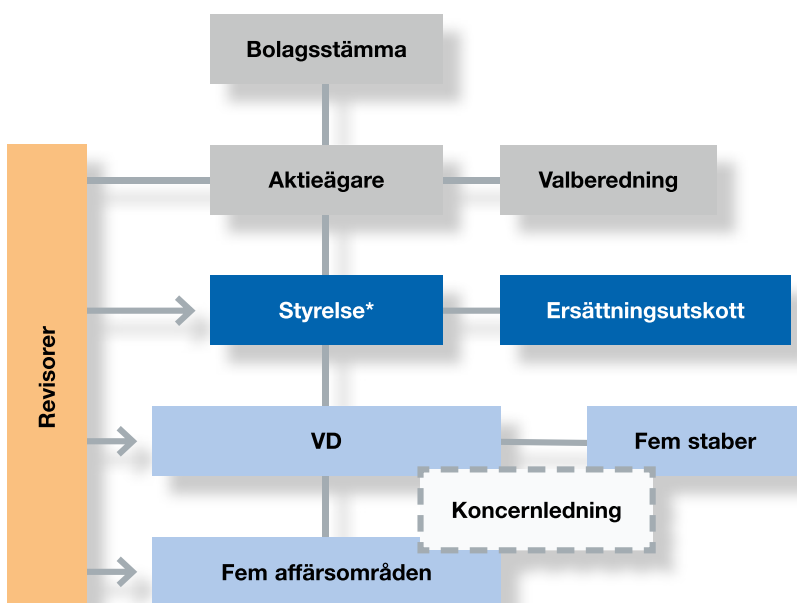 Bolagsstämma
Aktieägare
Valberedning
Revisorer
Styrelse*
Ersättningsutskott
VD
Fem staber
Koncernledning
Fem affärsområden